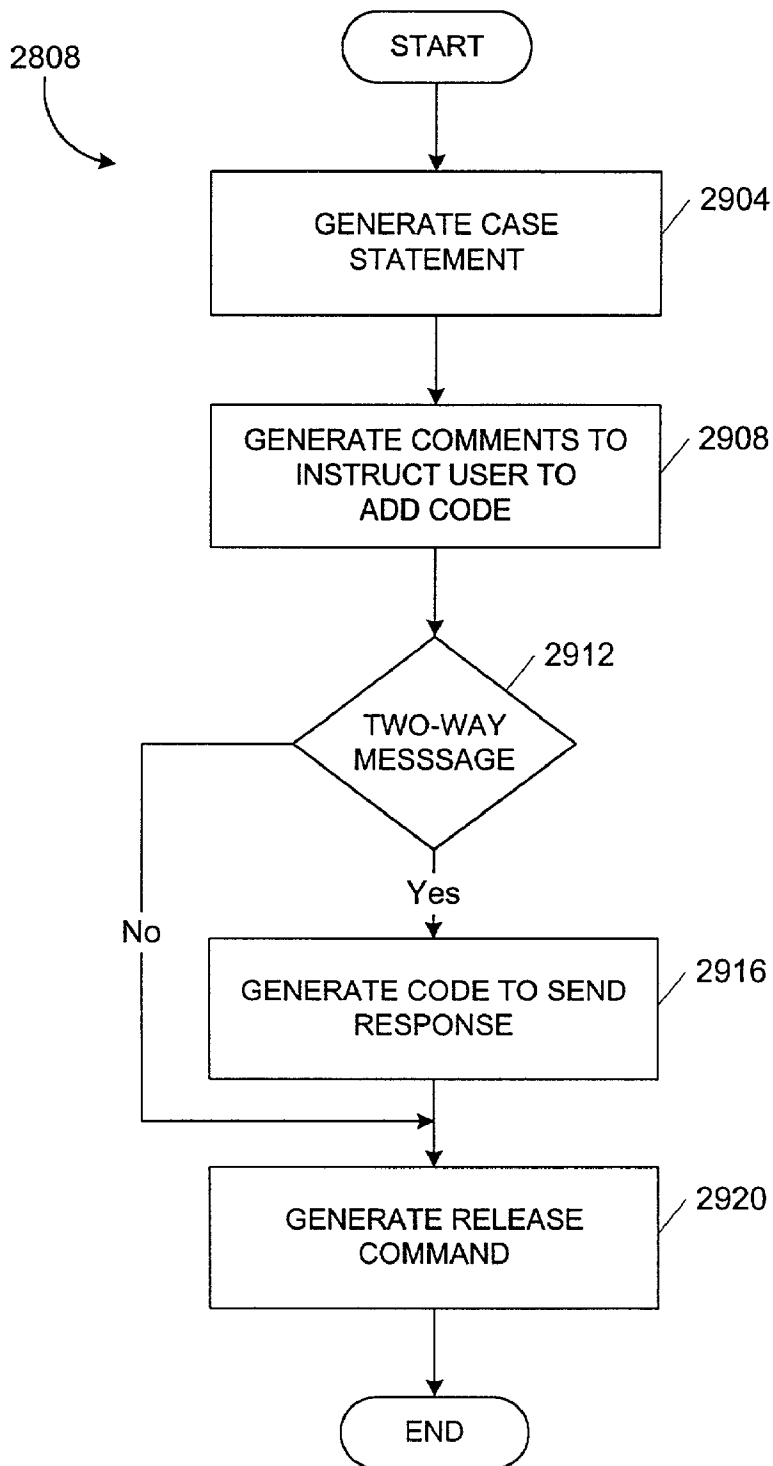 START
2808
GENERATE CASE
STATEMENT
2904
GENERATE COMMENTS TO
INSTRUCT USER TO
ADD CODE
2908
2912
TWO-WAY
MESSSAGE
Yes
No
GENERATE CODE TO SEND
RESPONSE
2916
GENERATE RELEASE
COMMAND
2920
END